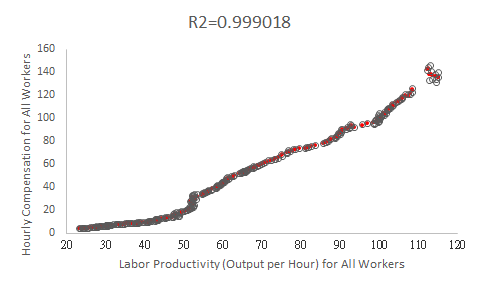 R2=0.999018
Hourly Compensation for All Workers
160
140
120
100
80
60
40
20
0
20 30 40 50 60 70 80 90 100 110 120
Labor Productivity (Output per Hour) for All Workers